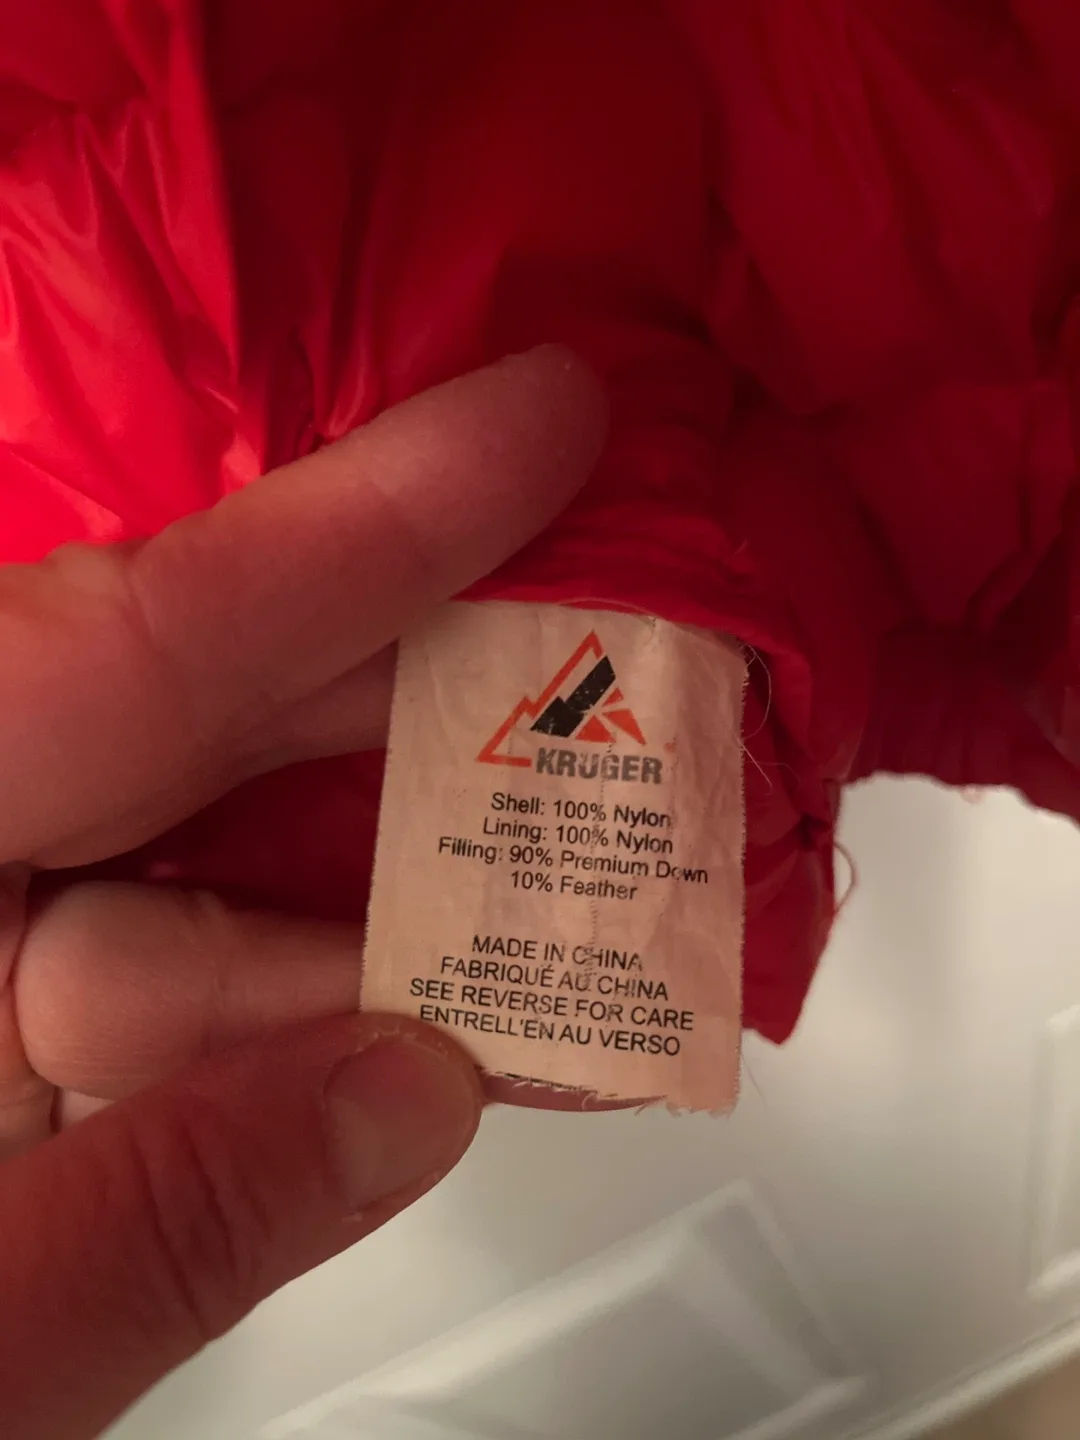 KRUGER
Shell: 100% Nylon
Lining: 100% Nylon
Filling: 90% Premium Down
10% Feather
MADE IN CHINA
FABRIQUÉ AU CHINA
SEE REVERSE FOR CARE
ENTRELL'EN AU VERSO